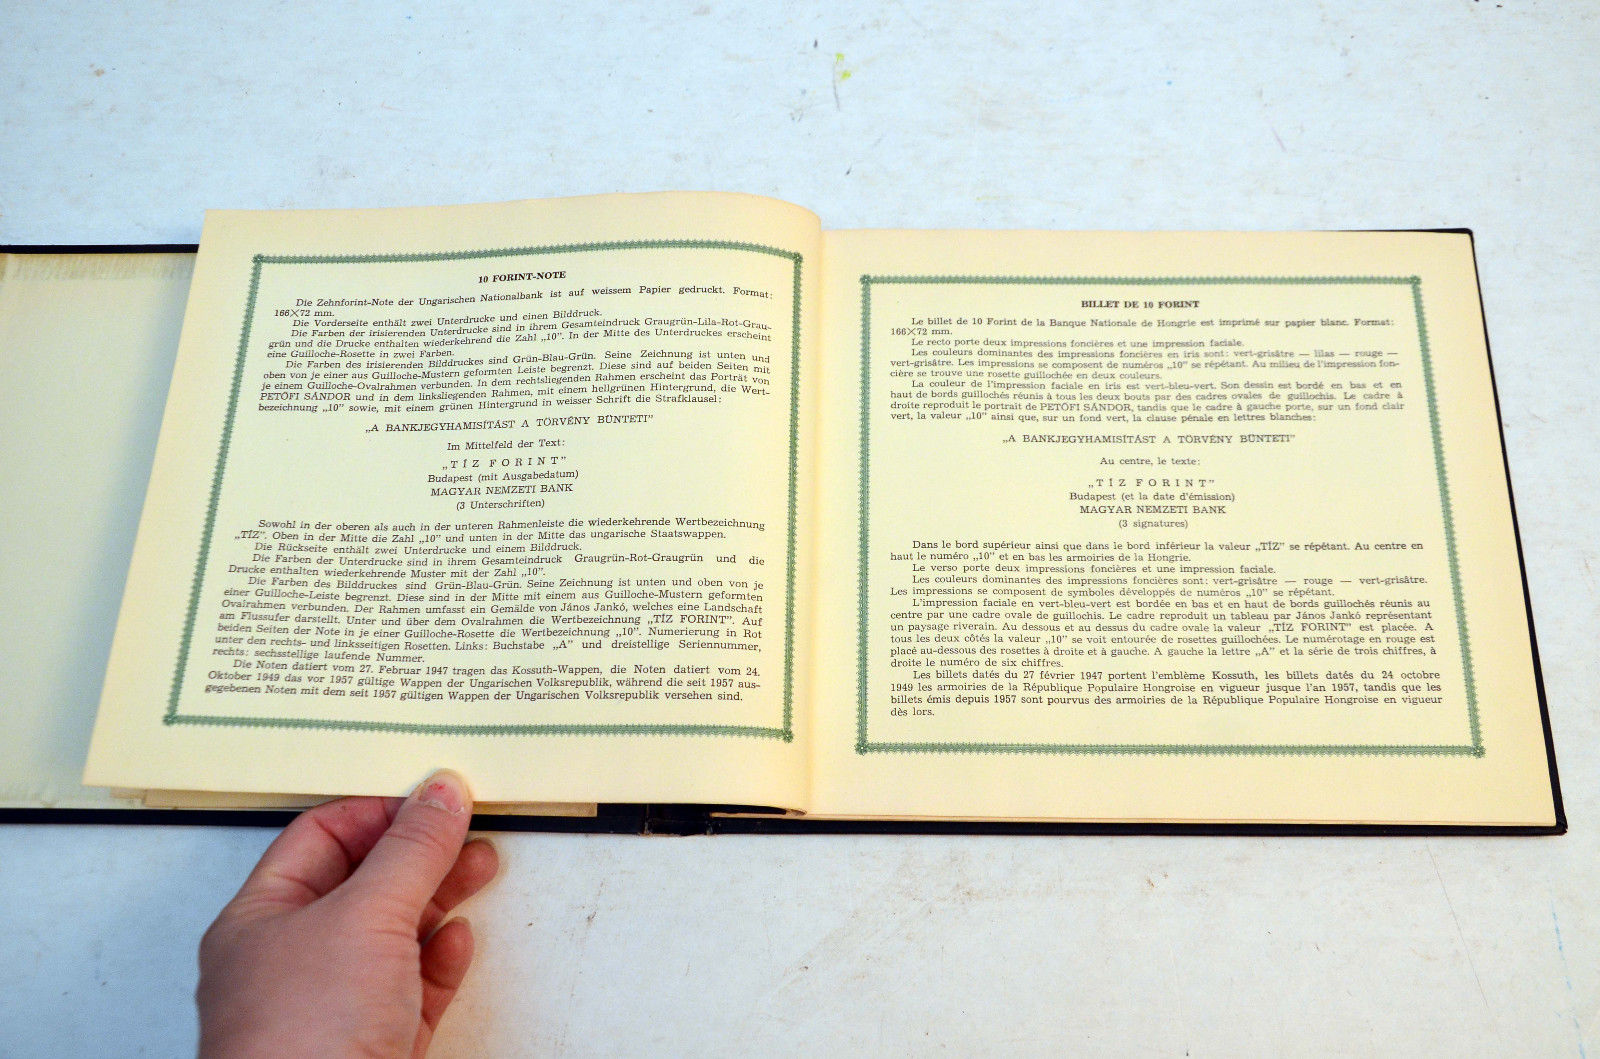 10 FORINT-NOTE
Die Zehnforint-Note der Ungarischen Nationalbank ist auf weissem Papier gedruckt. Format:
166×72 mm.
Die Vorderseite enthält zwei Unterdrucke und einen Bilddruck.
Die Farben der irisierenden Unterdrucke sind in ihrem Gesamteindruck Graugrün-Lila-Rot-Grau-
grün und die Drucke enthalten wiederkehrend die Zahl „10". In der Mitte des Unterdruckes erscheint
eine Guilloche-Rosette in zwei Farben.
Die Farben des irisierenden Bilddruckes sind Grün-Blau-Grün. Seine Zeichnung ist unten und
oben von je einer aus Guilloche-Mustern geformten Leiste begrenzt. Diese sind auf beiden Seiten mit
je einem Guilloche-Ovalrahmen verbunden. In dem rechtsliegenden Rahmen erscheint das Porträt von
PETŐFI SÁNDOR und in dem linksliegenden Rahmen, mit einem hellgrünen Hintergrund, die Wert-
bezeichnung „10" sowie, mit einem grünen Hintergrund in weisser Schrift die Strafklausel:
„A BANKJEGYHAMISÍTÁST A TÖRVÉNY BÜNTETI"
Im Mittelfeld der Text:
„TÍZ FORINT"
Budapest (mit Ausgabedatum)
MAGYAR NEMZETI BANK
(3 Unterschriften)
Sowohl in der oberen als auch in der unteren Rahmenleiste die wiederkehrende Wertbezeichnung
„TÍZ". Oben in der Mitte die Zahl „10" und unten in der Mitte das ungarische Staatswappen.
Die Rückseite enthält zwei Unterdrucke und einem Bilddruck.
Die Farben der Unterdrucke sind in ihrem Gesamteindruck Graugrün-Rot-Graugrün und die
Drucke enthalten wiederkehrende Muster mit der Zahl „10".
Die Farben des Bilddruckes sind Grün-Blau-Grün. Seine Zeichnung ist unten und oben von je
einer Guilloche-Leiste begrenzt. Diese sind in der Mitte mit einem aus Guilloche-Mustern geformten
Ovalrahmen verbunden. Der Rahmen umfasst ein Gemälde von János Jankó, welches eine Landschaft
am Flussufer darstellt. Unter und über dem Ovalrahmen die Wertbezeichnung „TÍZ FORINT". Auf
beiden Seiten der Note in je einer Guilloche-Rosette die Wertbezeichnung „10". Numerierung in Rot
unter den rechts- und linksseitigen Rosetten. Links: Buchstabe „A" und dreistellige Seriennummer,
rechts: sechsstellige laufende Nummer.
Die Noten datiert vom 27. Februar 1947 tragen das Kossuth-Wappen, die Noten datiert vom 24.
Oktober 1949 das vor 1957 gültige Wappen der Ungarischen Volksrepublik, während die seit 1957 aus-
gegebenen Noten mit dem seit 1957 gültigen Wappen der Ungarischen Volksrepublik versehen sind.
BILLET DE 10 FORINT
Le billet de 10 Forint de la Banque Nationale de Hongrie est imprimé sur papier blanc. Format:
166×72 mm.
Le recto porte deux impressions foncières et une impression faciale.
Les couleurs dominantes des impressions foncières en iris sont: vert-grisâtre — lilas — rouge —
vert-grisâtre. Les impressions se composent de numéros „10" se répétant. Au milieu de l'impression fon-
cière se trouve une rosette guillochée en deux couleurs.
La couleur de l'impression faciale en iris est vert-bleu-vert. Son dessin est bordé en bas et en
haut de bords guillochés réunis à tous les deux bouts par des cadres ovales de guillochis. Le cadre à
droite reproduit le portrait de PETŐFI SÁNDOR, tandis que le cadre à gauche porte, sur un fond clair
vert, la valeur „10" ainsi que, sur un fond vert, la clause pénale en lettres blanches:
„A BANKJEGYHAMISÍTÁST A TÖRVÉNY BÜNTETI"
Au centre, le texte:
„TÍZ FORINT"
Budapest (et la date d'émission)
MAGYAR NEMZETI BANK
(3 signatures)
Dans le bord supérieur ainsi que dans le bord inférieur la valeur „TÍZ" se répétant. Au centre en
haut le numéro „10" et en bas les armoiries de la Hongrie.
Le verso porte deux impressions foncières et une impression faciale.
Les couleurs dominantes des impressions foncières sont: vert-grisâtre — rouge — vert-grisâtre.
Les impressions se composent de symboles développés de numéros „10" se répétant.
L'impression faciale en vert-bleu-vert est bordée en bas et en haut de bords guillochés réunis au
centre par une cadre ovale de guillochis. Le cadre reproduit un tableau par János Jankó représentant
un paysage riverain. Au dessous et au dessus du cadre ovale la valeur „TÍZ FORINT" est placée. A
tous les deux côtés la valeur „10" se voit entourée de rosettes guillochées. Le numérotage en rouge est
placé au-dessous des rosettes à droite et à gauche. A gauche la lettre „A" et la série de trois chiffres, à
droite le numéro de six chiffres.
Les billets datés du 27 février 1947 portent l'emblème Kossuth, les billets datés du 24 octobre
1949 les armoiries de la République Populaire Hongroise en vigueur jusque l'an 1957, tandis que les
billets émis depuis 1957 sont pourvus des armoiries de la République Populaire Hongroise en vigueur
dès lors.